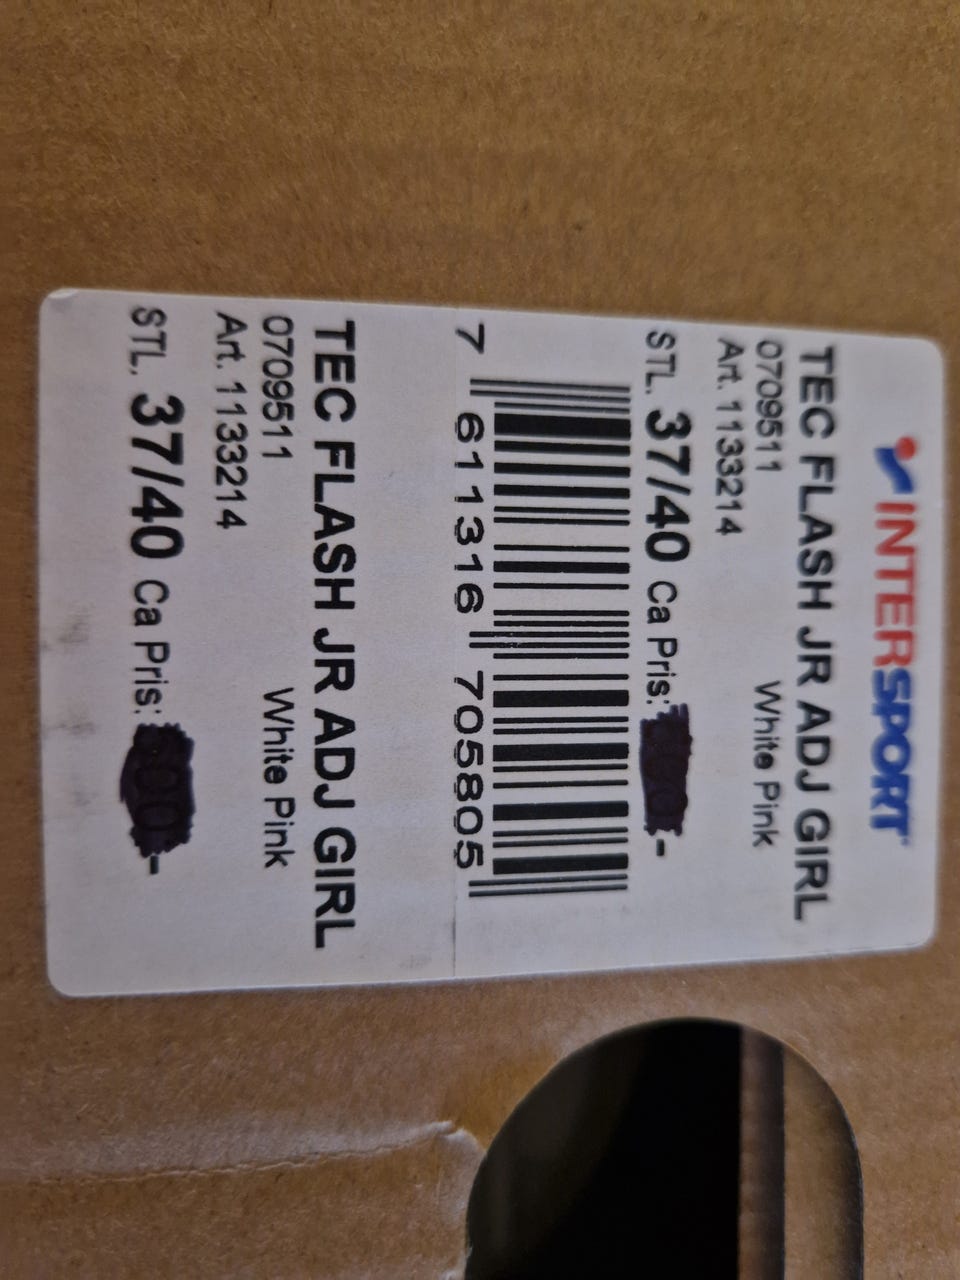 INTERSPORT
TEC FLASH JR ADJ GIRL
0709511 White Pink
Art. 1133214
STL. 37/40 Ca Pris: -
7 611316 705805
TEC FLASH JR ADJ GIRL
0709511 White Pink
Art. 1133214
STL. 37/40 Ca Pris: -